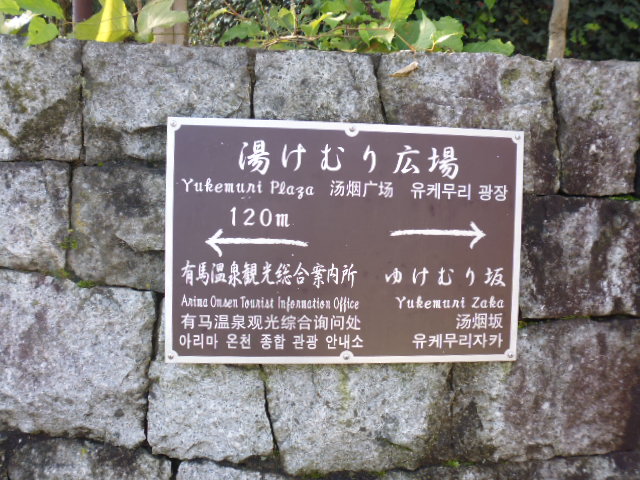 湯けむり広場
Yukemuri Plaza 汤烟广场 유케무리 광장
120m
有馬温泉観光総合案内所
Arima Onsen Tourist Information Office
有马温泉观光综合询问处
아리마 온천 종합 관광 안내소
ゆけむり坂
Yukemuri Zaka
汤烟坂
유케무리자카